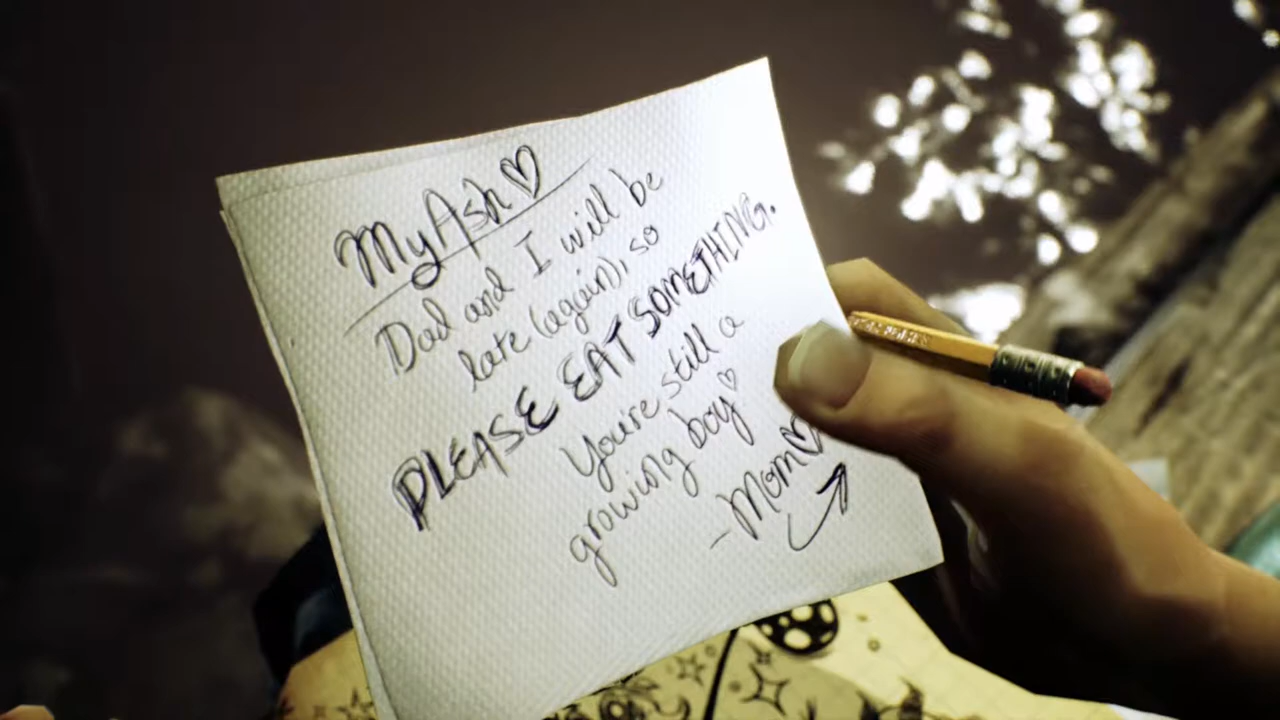 My Ash ♡
Dad and I will be
late (again), so
PLEASE EAT SOMETHING.
You're still a
growing boy ♡
- Mom ♡